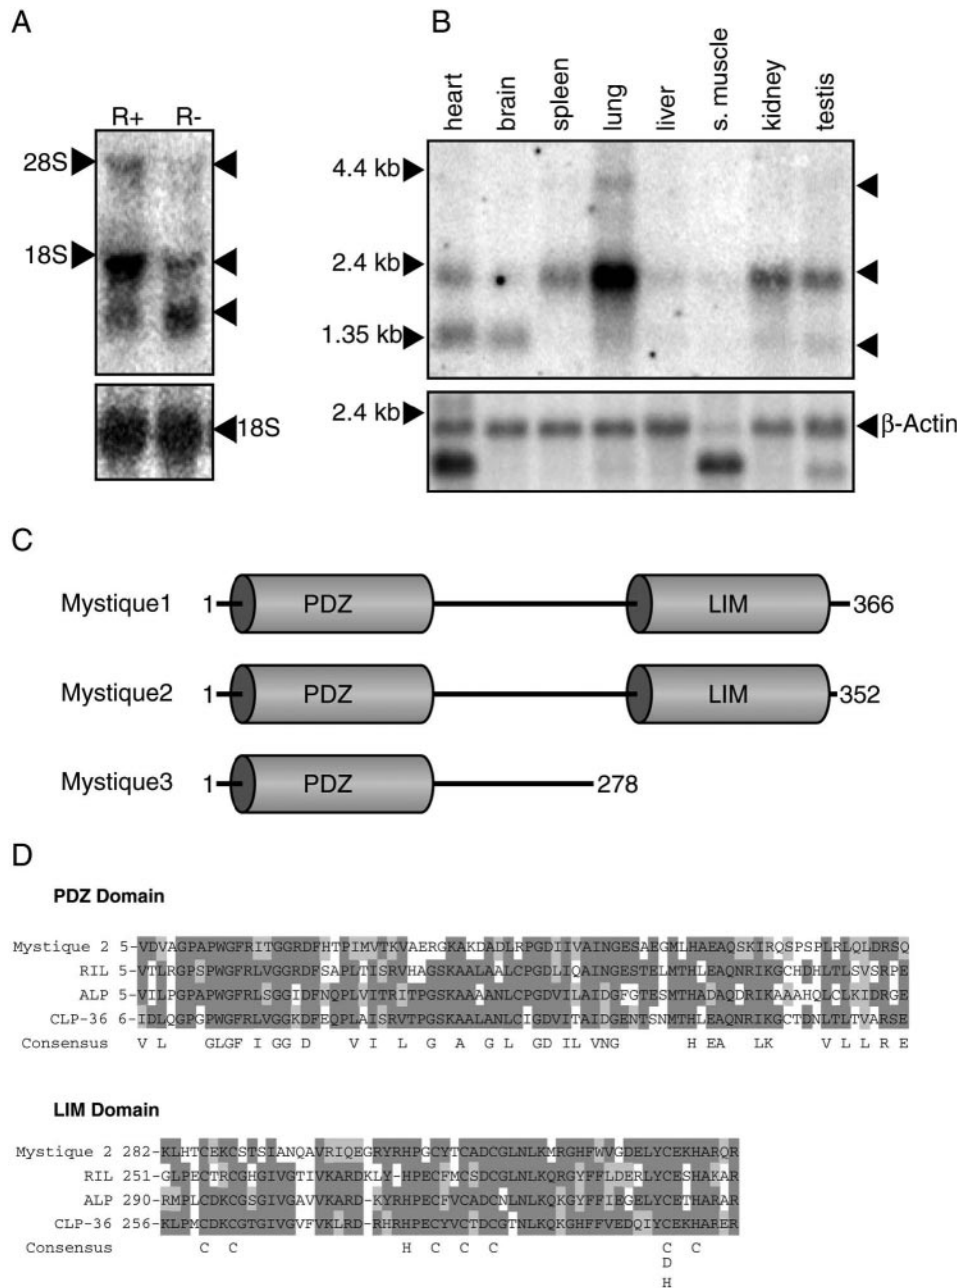 A
R+ R-
28S
18S
18S
B
heart brain spleen lung liver s. muscle kidney testis
4.4 kb
2.4 kb
1.35 kb
2.4 kb
β-Actin
C
Mystique1 1 PDZ LIM 366
Mystique2 1 PDZ LIM 352
Mystique3 1 PDZ 278
D
PDZ Domain
Mystique 2 5-VDVAGPAPWGFRITGGRDFHTPIMVTKVAERGKAKDADLRPGDIIVAINGESAEGMLHAEAQSKIRQSPSPLRLQLDRSQ
RIL 5-VTLRGPSPWGFRLVGGRDFSAPLTISRVHAGSKAALAALCPGDLIQAINGESTELMTHLEAQNRIKGCHDHLTLSVSRPE
ALP 5-VILPGPAPWGFRLSGGIDFNQPLVITRITPGSKAAAANLCPGDVILAIDGFGTESMTHADAQDRIKAAAHQLCLKIDRGE
CLP-36 6-IDLQGPGPWGFRLVGGKDFEQPLAISRVTPGSKAALANLCIGDVITAIDGENTSNMTHLEAQNRIKGCTDNLTLTVARSE
Consensus V L GLGF I GG D V I L G A G L GD IL VNG H EA LK V L L R E
LIM Domain
Mystique 2 282-KLHTCEKCSTSIANQAVRIQEGRYRHPGCYTCADCGLNLKMRGHFWVGDELYCEKHARQR
RIL 251-GLPECTRCGHGIVGTIVKARDKLY-HPECFMCSDCGLNLKQRGYFFLDERLYCESHAKAR
ALP 290-RMPLCDKCGSGIVGAVVKARD-KYRHPECFVCADCNLNLKQKGYFFIEGELYCETHARAR
CLP-36 256-KLPMCDKCGTGIVGVFVKLRD-RHRHPECYVCTDCGTNLKQKGHFFVEDQIYCEKHARER
Consensus C C H C C C C C
D
H